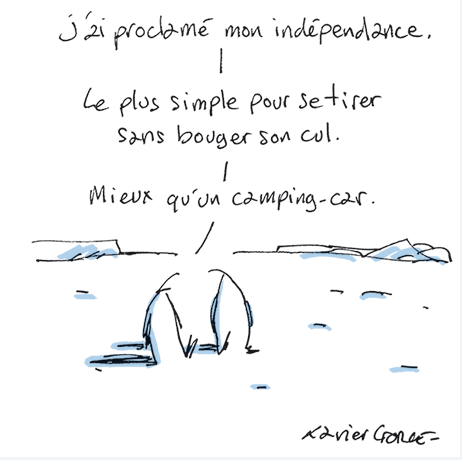 j'ai proclamé mon indépendance.
Le plus simple pour se tirer
sans bouger son cul.
Mieux qu'un camping-car.
Xavier GORCE